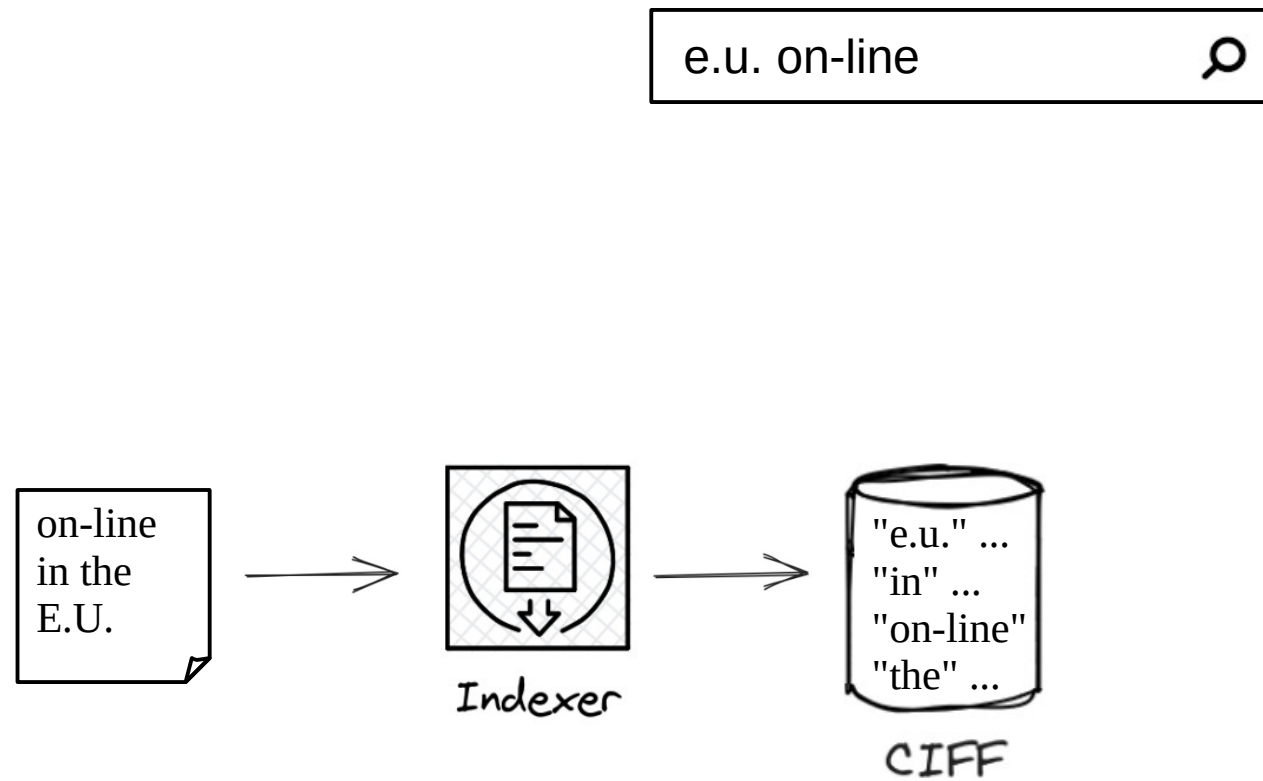 e.u. on-line
on-line
in the
E.U.
Indexer
"e.u." ...
"in" ...
"on-line"
"the" ...
CIFF